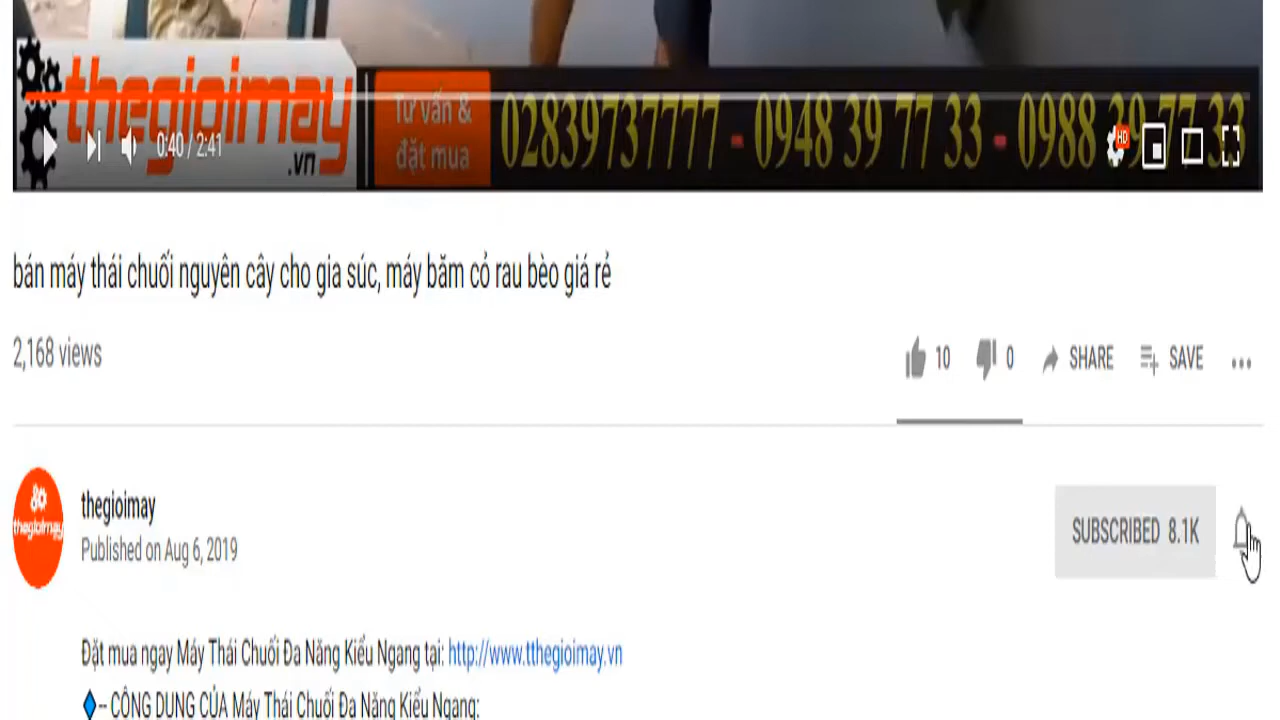 thegioimay
.vn
Tư vấn &
đặt mua
02839737777 - 0948 39 77 33 - 0988 39 77 33
0:40 / 2:41
HD
bán máy thái chuối nguyên cây cho gia súc, máy băm cỏ rau bèo giá rẻ
2,168 views
10 0 SHARE SAVE
thegioimay
thegioimay
Published on Aug 6, 2019
SUBSCRIBED 8.1K
Đặt mua ngay Máy Thái Chuối Đa Năng Kiểu Ngang tại: http://www.tthegioimay.vn
-- CÔNG DỤNG CỦA Máy Thái Chuối Đa Năng Kiểu Ngang: